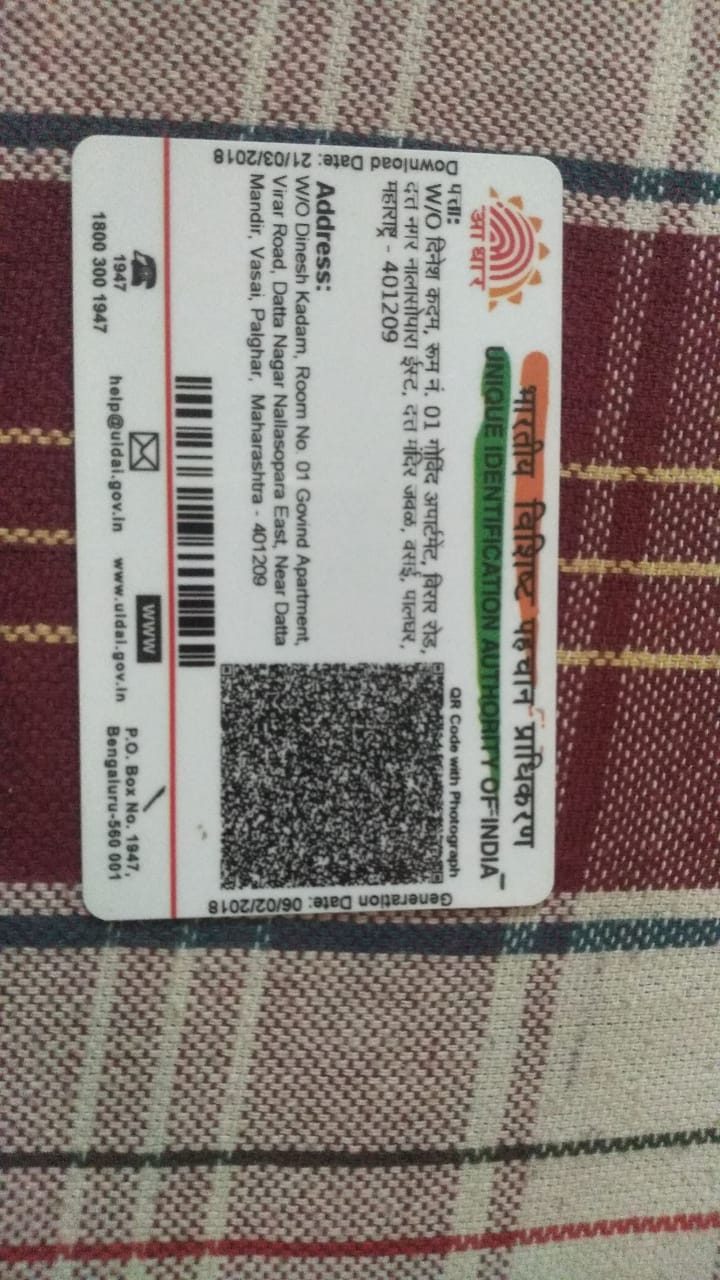 आधार
भारतीय विशिष्ट पहचान प्राधिकरण
UNIQUE IDENTIFICATION AUTHORITY OF INDIA
Download Date: 21/03/2018
पत्ता:
W/O दिनेश कदम, रूम नं. 01 गोविंद अपार्टमेंट, विरार रोड,
दत्त नगर नालासोपारा ईस्ट, दत्त मंदिर जवळ, वसई, पालघर,
महाराष्ट्र - 401209
Address:
W/O Dinesh Kadam, Room No. 01 Govind Apartment,
Virar Road, Datta Nagar Nallasopara East, Near Datta
Mandir, Vasai, Palghar, Maharashtra - 401209
QR Code with Photograph
Generation Date: 06/02/2018
1947
1800 300 1947
help@uidai.gov.in
WWW
www.uidai.gov.in
P.O. Box No. 1947,
Bengaluru-560 001